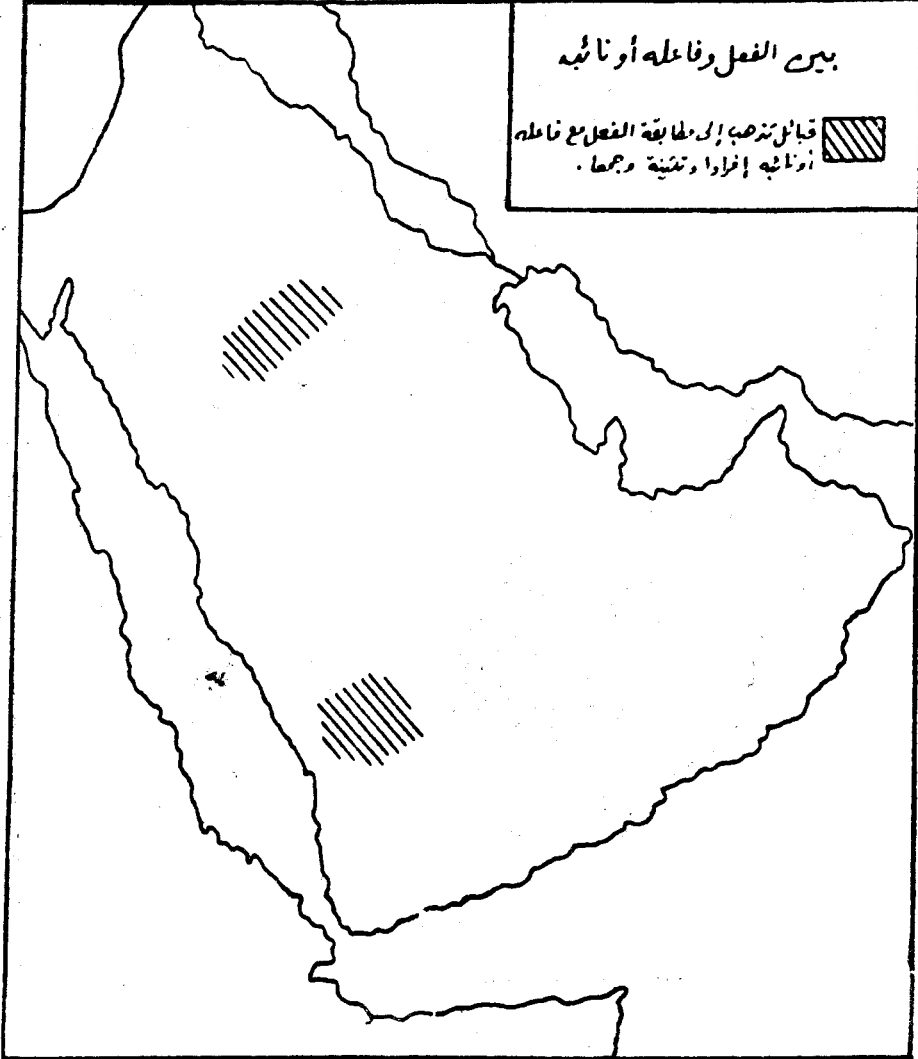 بين الفعل وفاعله أو نائبه
قبائل تذهب إلى مطابقة الفعل مع فاعله
أو نائبه إفرادا وتثنية وجمعا .